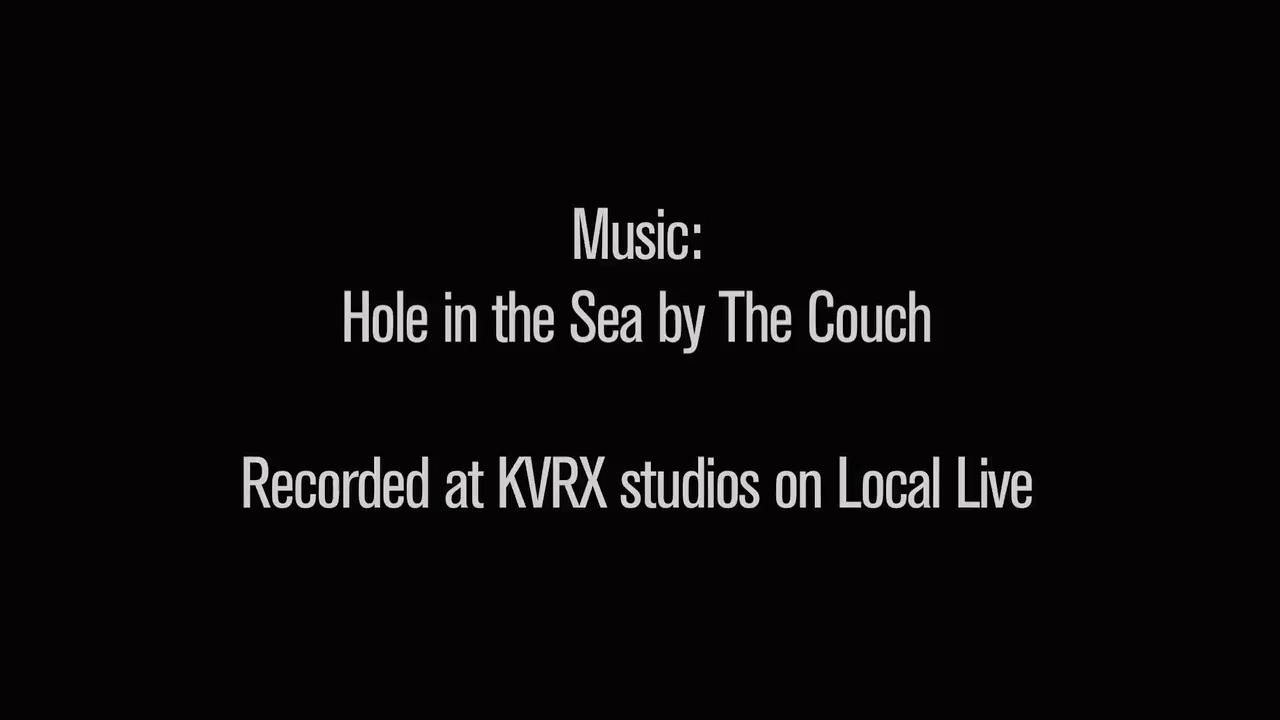 Music:
Hole in the Sea by The Couch
Recorded at KVRX studios on Local Live